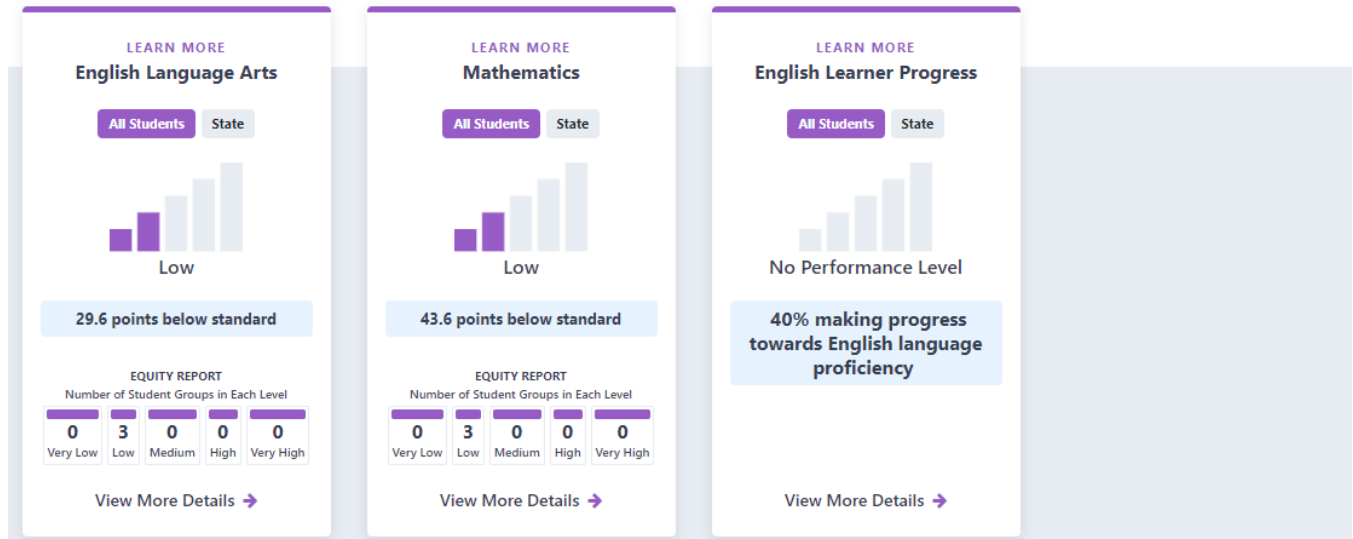 LEARN MORE
English Language Arts
All Students State
Low
29.6 points below standard
EQUITY REPORT
Number of Student Groups in Each Level
0 3 0 0 0
Very Low Low Medium High Very High
View More Details
LEARN MORE
Mathematics
All Students State
Low
43.6 points below standard
EQUITY REPORT
Number of Student Groups in Each Level
0 3 0 0 0
Very Low Low Medium High Very High
View More Details
LEARN MORE
English Learner Progress
All Students State
No Performance Level
40% making progress
towards English language
proficiency
View More Details